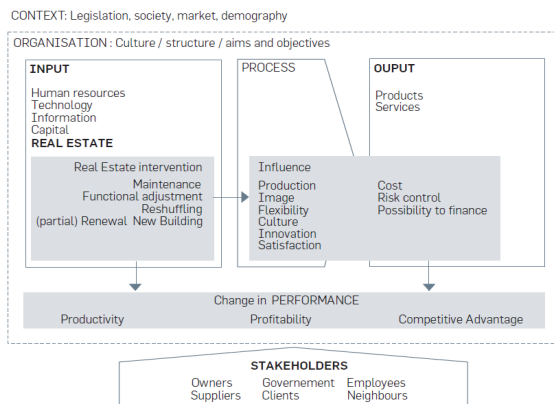 CONTEXT: Legislation, society, market, demography
ORGANISATION : Culture / structure / aims and objectives
INPUT
Human resources
Technology
Information
Capital
REAL ESTATE
Real Estate intervention
Maintenance
Functional adjustment
Reshuffling
(partial) Renewal New Building
PROCESS
Influence
Production
Image
Flexibility
Culture
Innovation
Satisfaction
OUPUT
Products
Services
Cost
Risk control
Possibility to finance
Change in PERFORMANCE
Productivity Profitability Competitive Advantage
STAKEHOLDERS
Owners Governement Employees
Suppliers Clients Neighbours